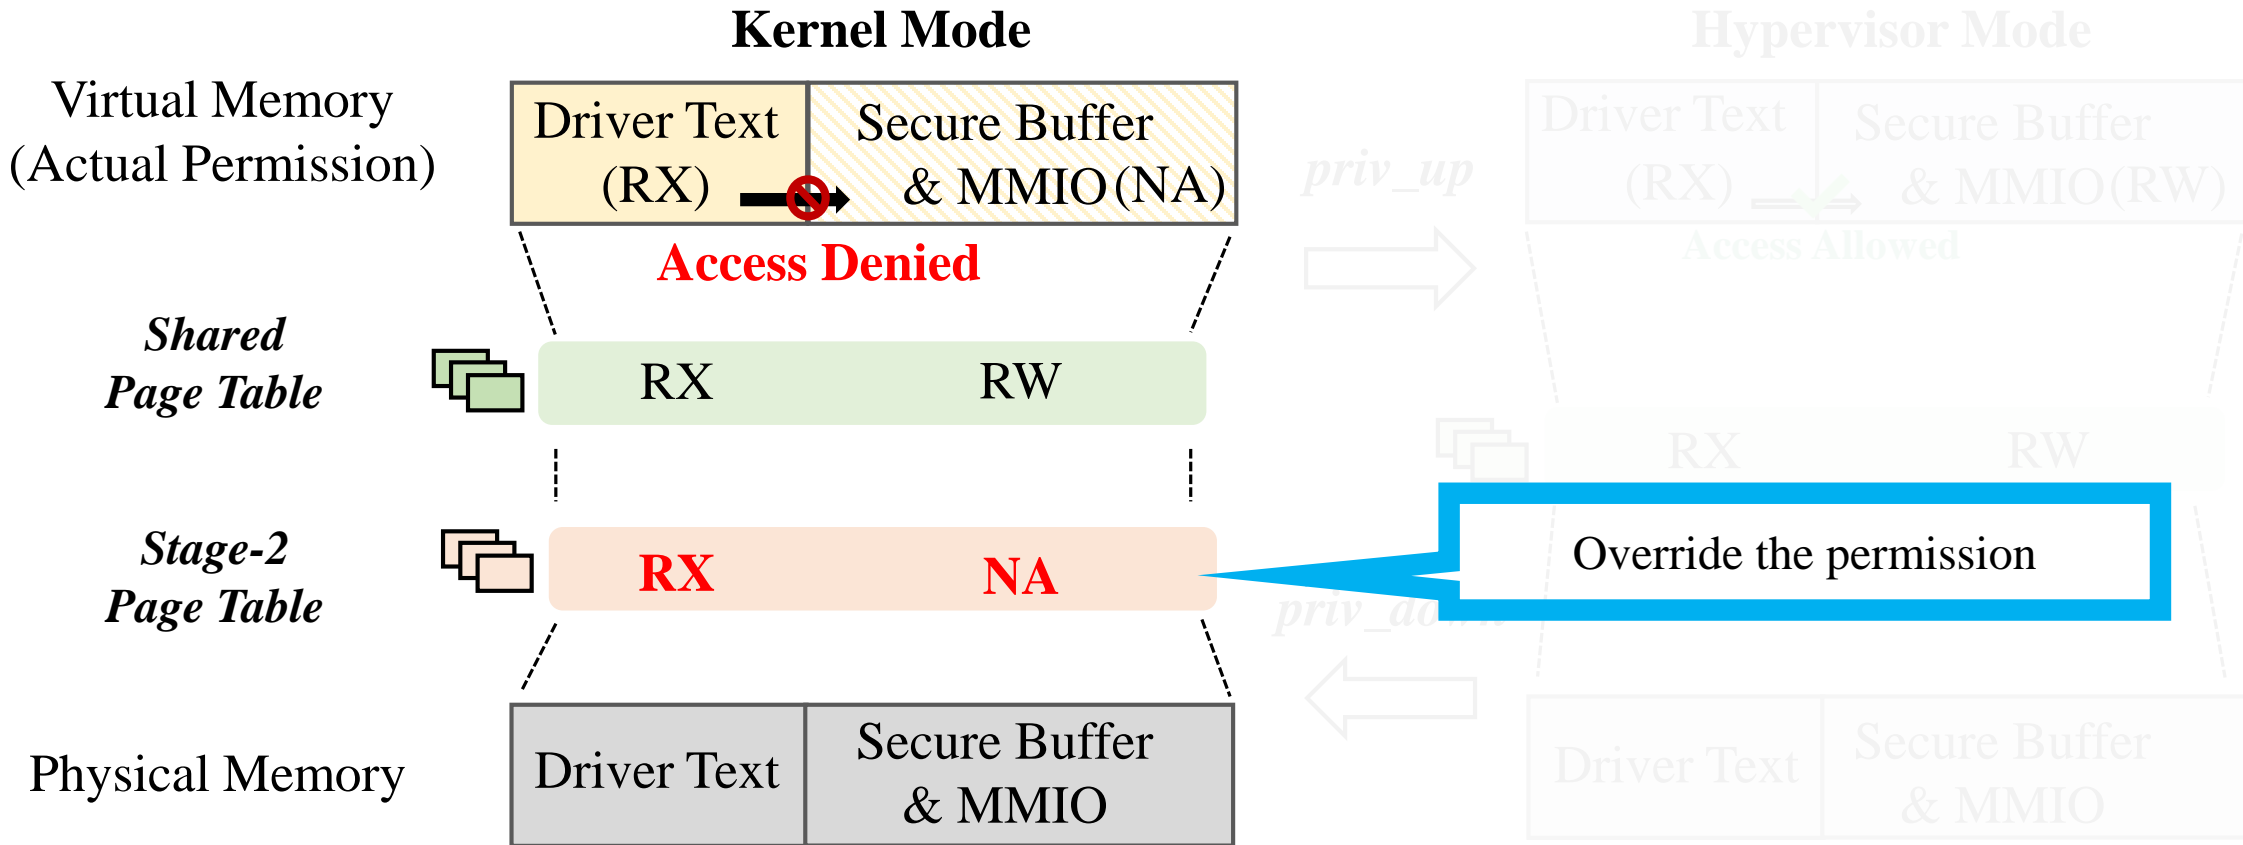 Kernel Mode
Hypervisor Mode
Virtual Memory
(Actual Permission)
Driver Text
(RX)
Secure Buffer
& MMIO(NA)
Access Denied
priv_up
Driver Text
(RX)
Secure Buffer
& MMIO(RW)
Access Allowed
Shared
Page Table
RX
RW
RX
RW
Stage-2
Page Table
RX
NA
Override the permission
priv_down
Physical Memory
Driver Text
Secure Buffer
& MMIO
Driver Text
Secure Buffer
& MMIO